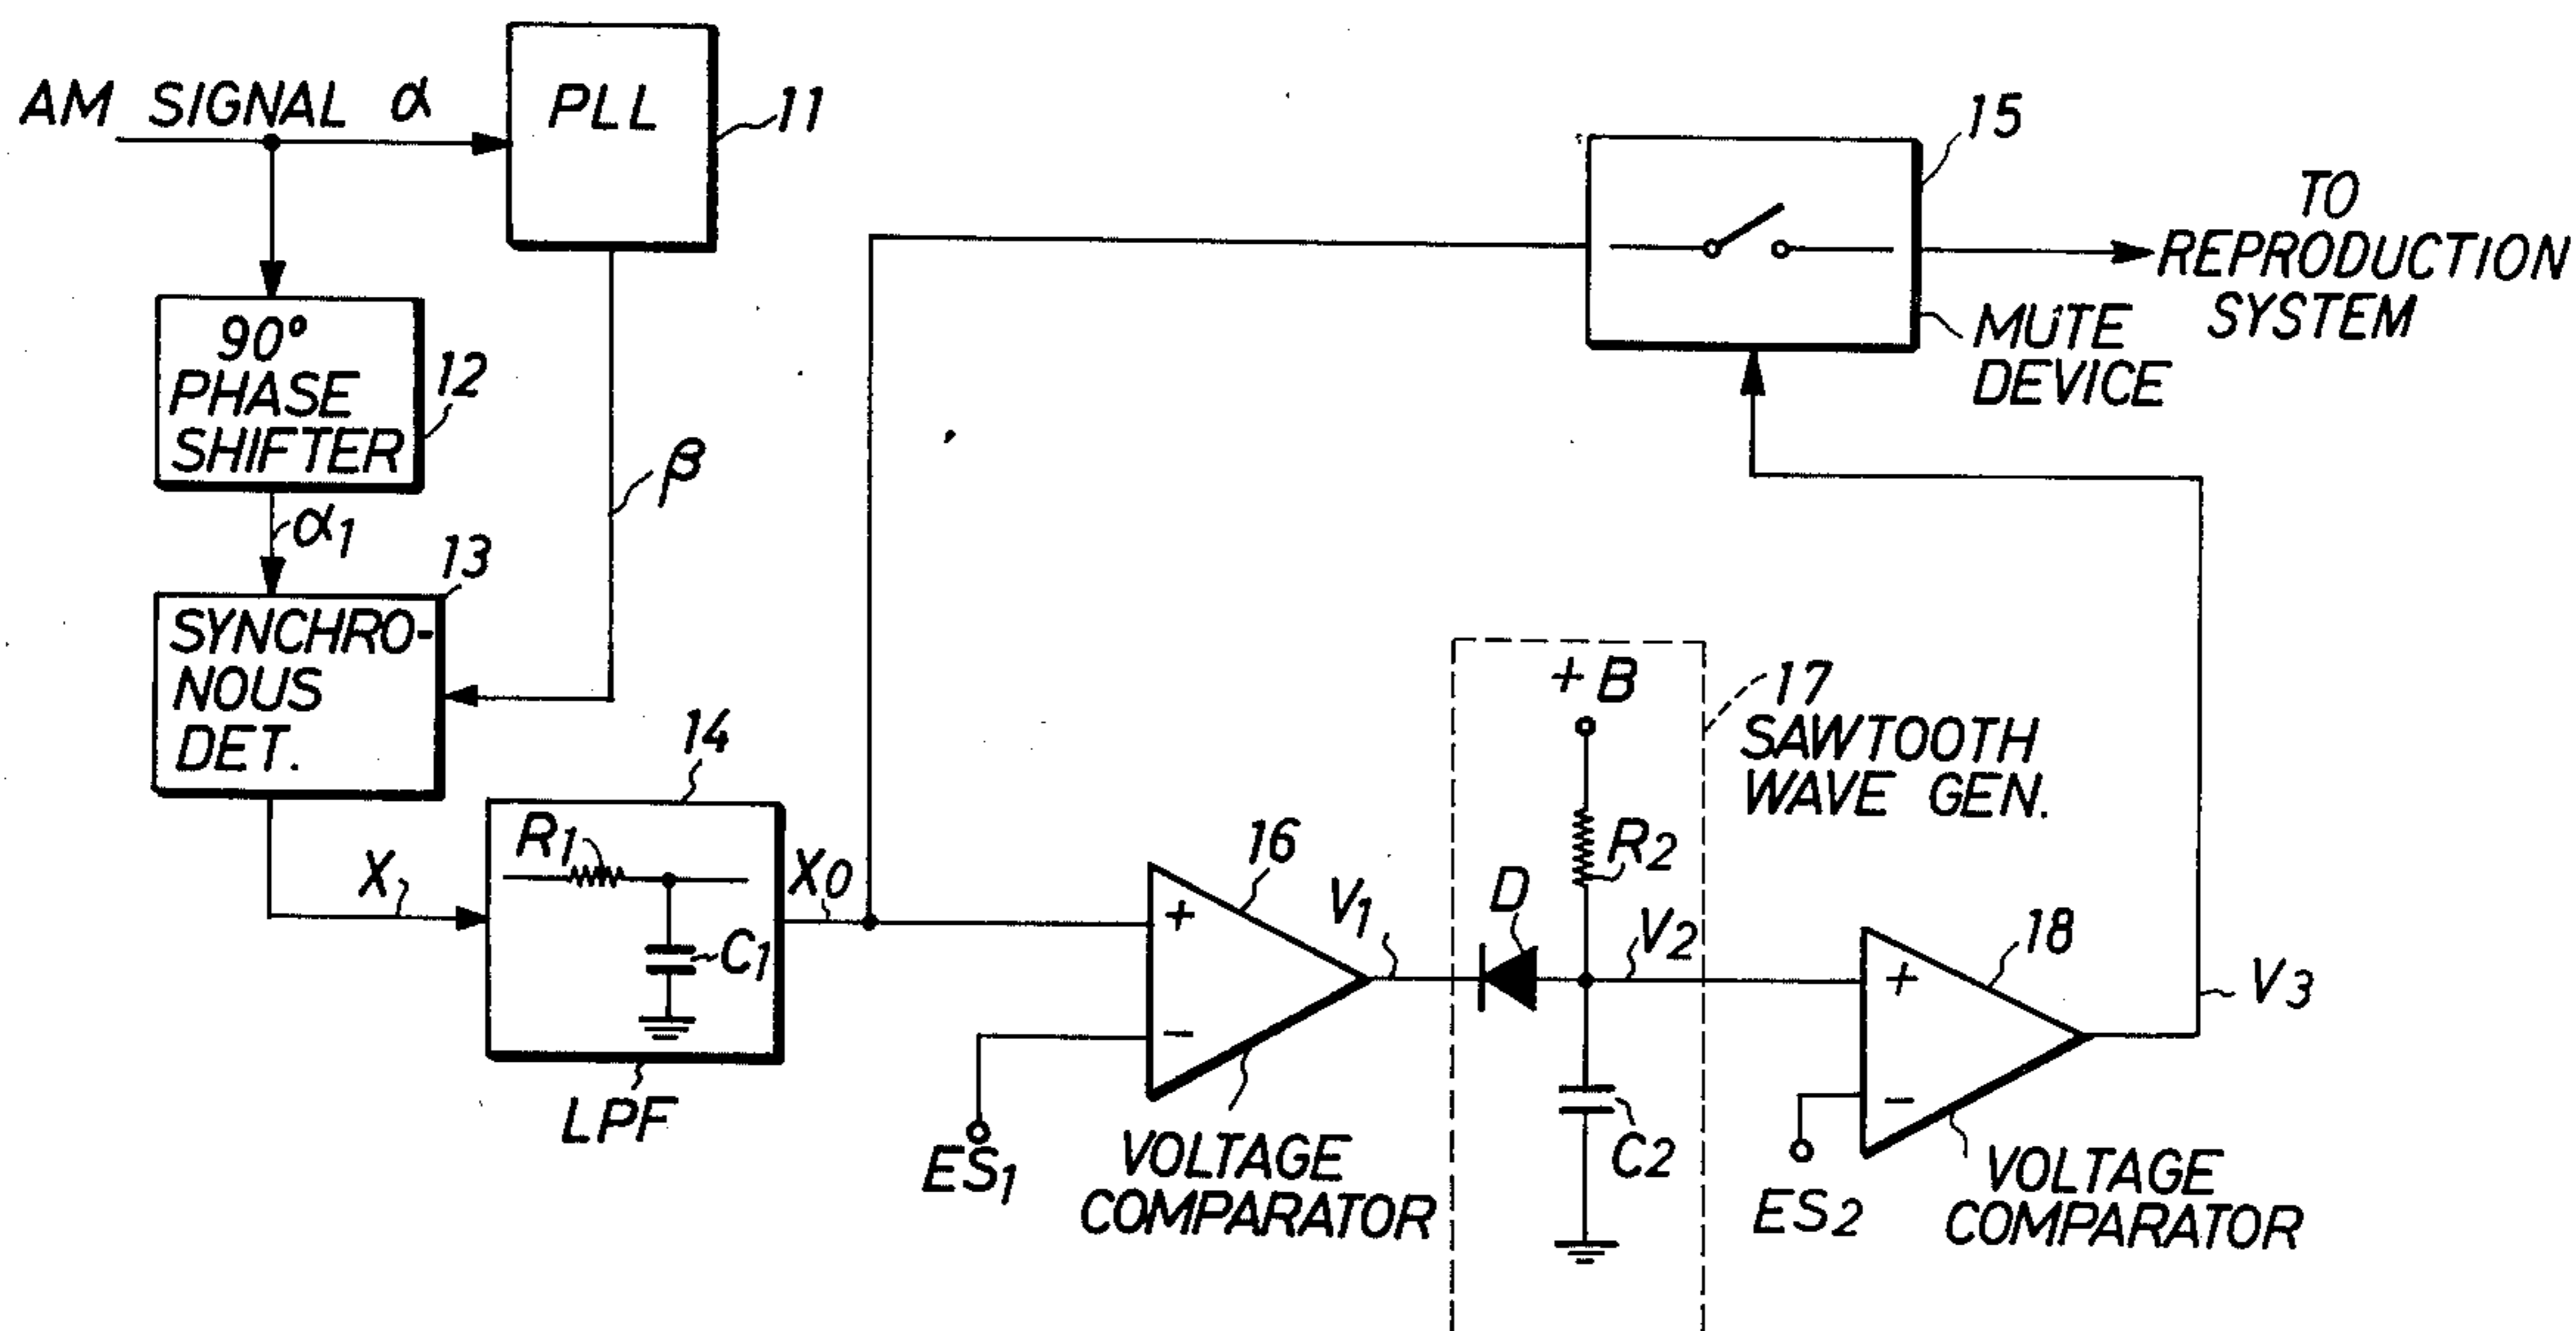 AM SIGNAL α
PLL
11
90°
PHASE
SHIFTER
12
α1
β
13
SYNCHRO-
NOUS
DET.
X
14
R1
C1
LPF
X0
15
MUTE
DEVICE
TO
REPRODUCTION
SYSTEM
16
+
-
ES1
VOLTAGE
COMPARATOR
V1
+B
17
SAWTOOTH
WAVE GEN.
R2
D
V2
C2
18
+
-
ES2
VOLTAGE
COMPARATOR
V3